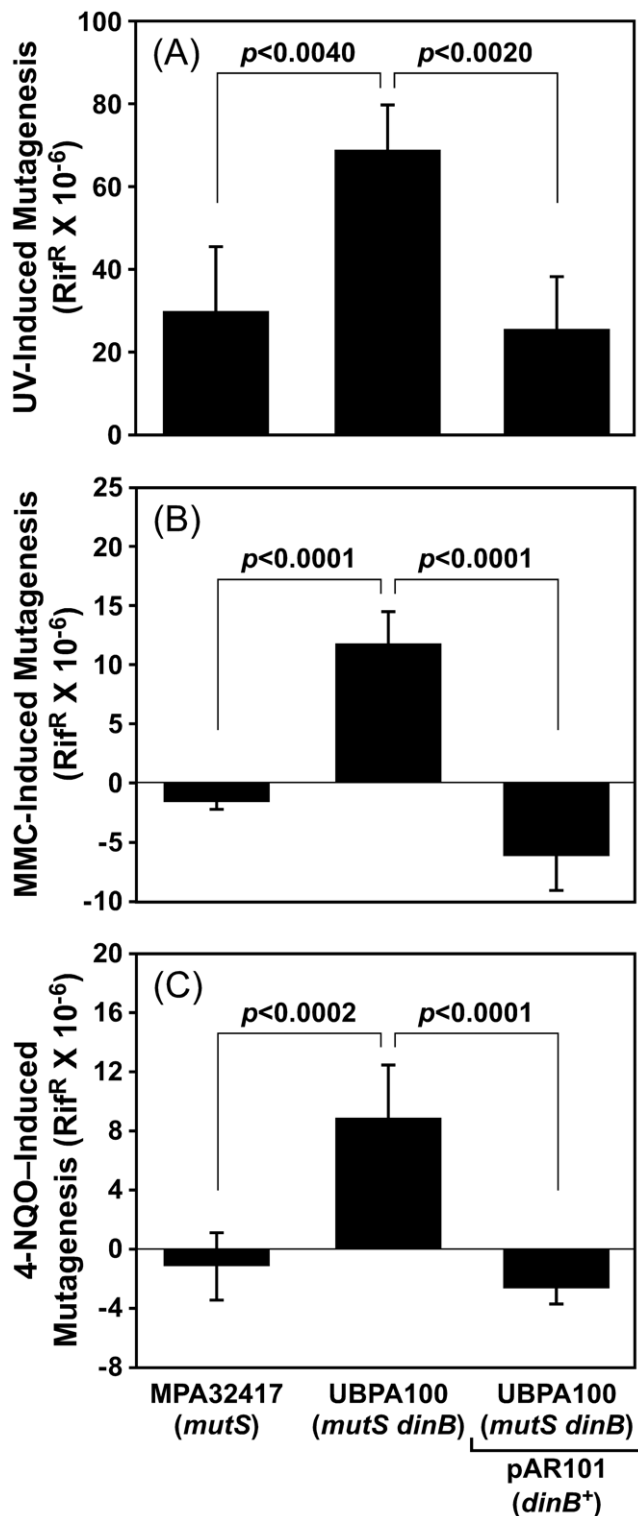 (A)
p<0.0040
p<0.0020
UV-Induced Mutagenesis
(Rif^R X 10^-6)
100
80
60
40
20
0
(B)
p<0.0001
p<0.0001
MMC-Induced Mutagenesis
(Rif^R X 10^-6)
25
20
15
10
5
0
-5
-10
(C)
p<0.0002
p<0.0001
4-NQO–Induced
Mutagenesis (Rif^R X 10^-6)
20
16
12
8
4
0
-4
-8
MPA32417
(mutS)
UBPA100
(mutS dinB)
UBPA100
(mutS dinB)
pAR101
(dinB⁺)